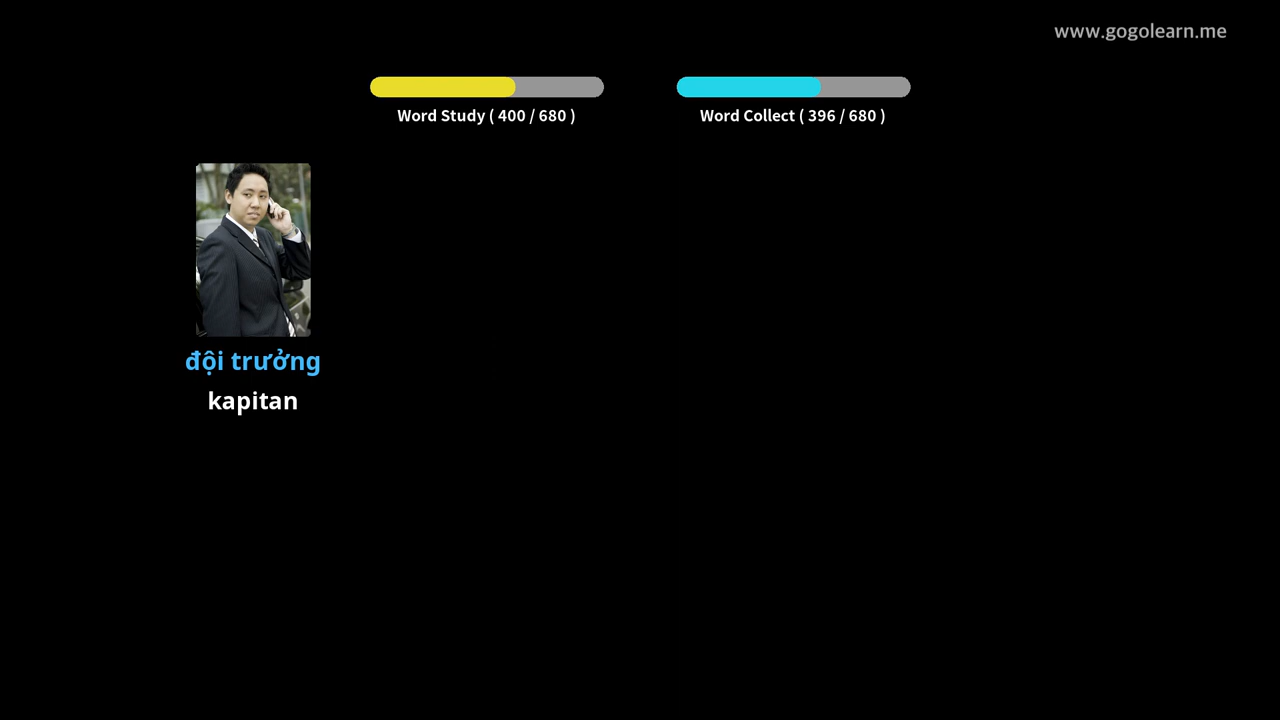 www.gogolearn.me
Word Study ( 400 / 680 )
Word Collect ( 396 / 680 )
đội trưởng
kapitan